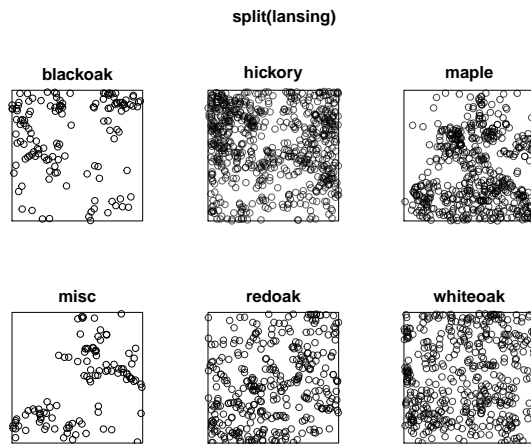 split(lansing)
blackoak
hickory
maple
misc
redoak
whiteoak